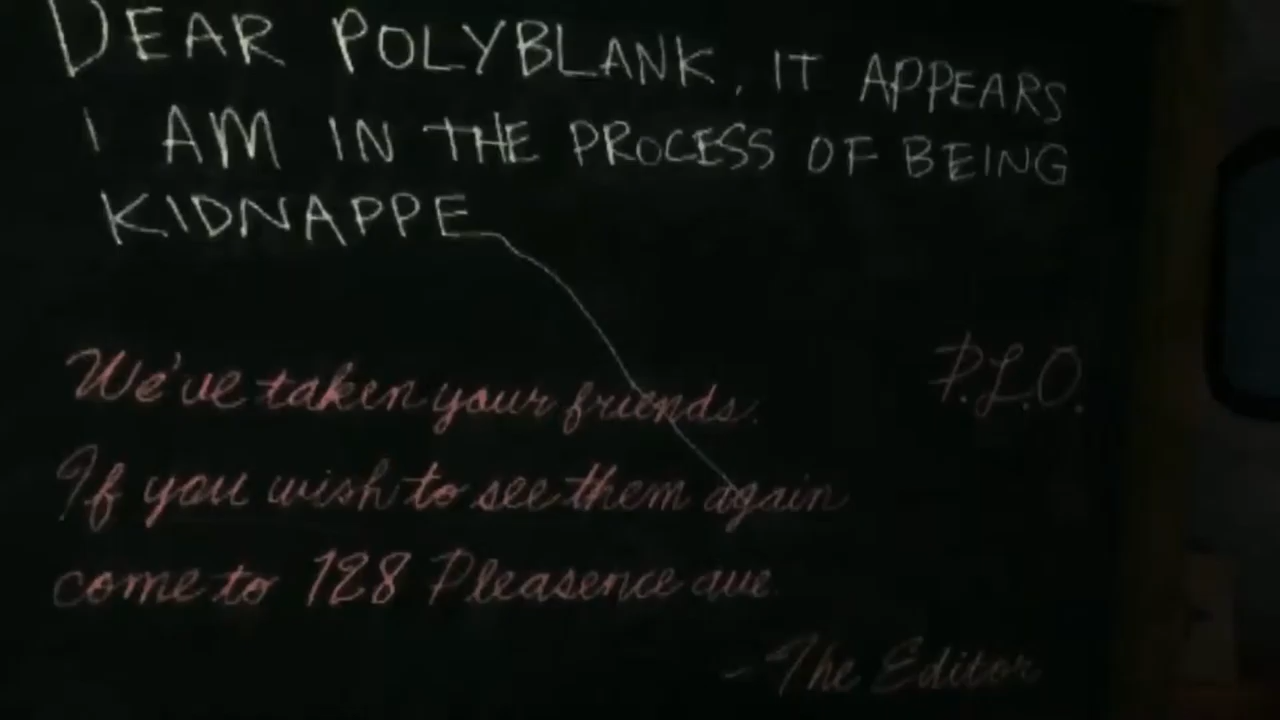 DEAR POLYBLANK, IT APPEARS
I AM IN THE PROCESS OF BEING
KIDNAPPE
We've taken your friends.
P.L.O.
If you wish to see them again
come to 128 Pleasence ave.
- The Editor